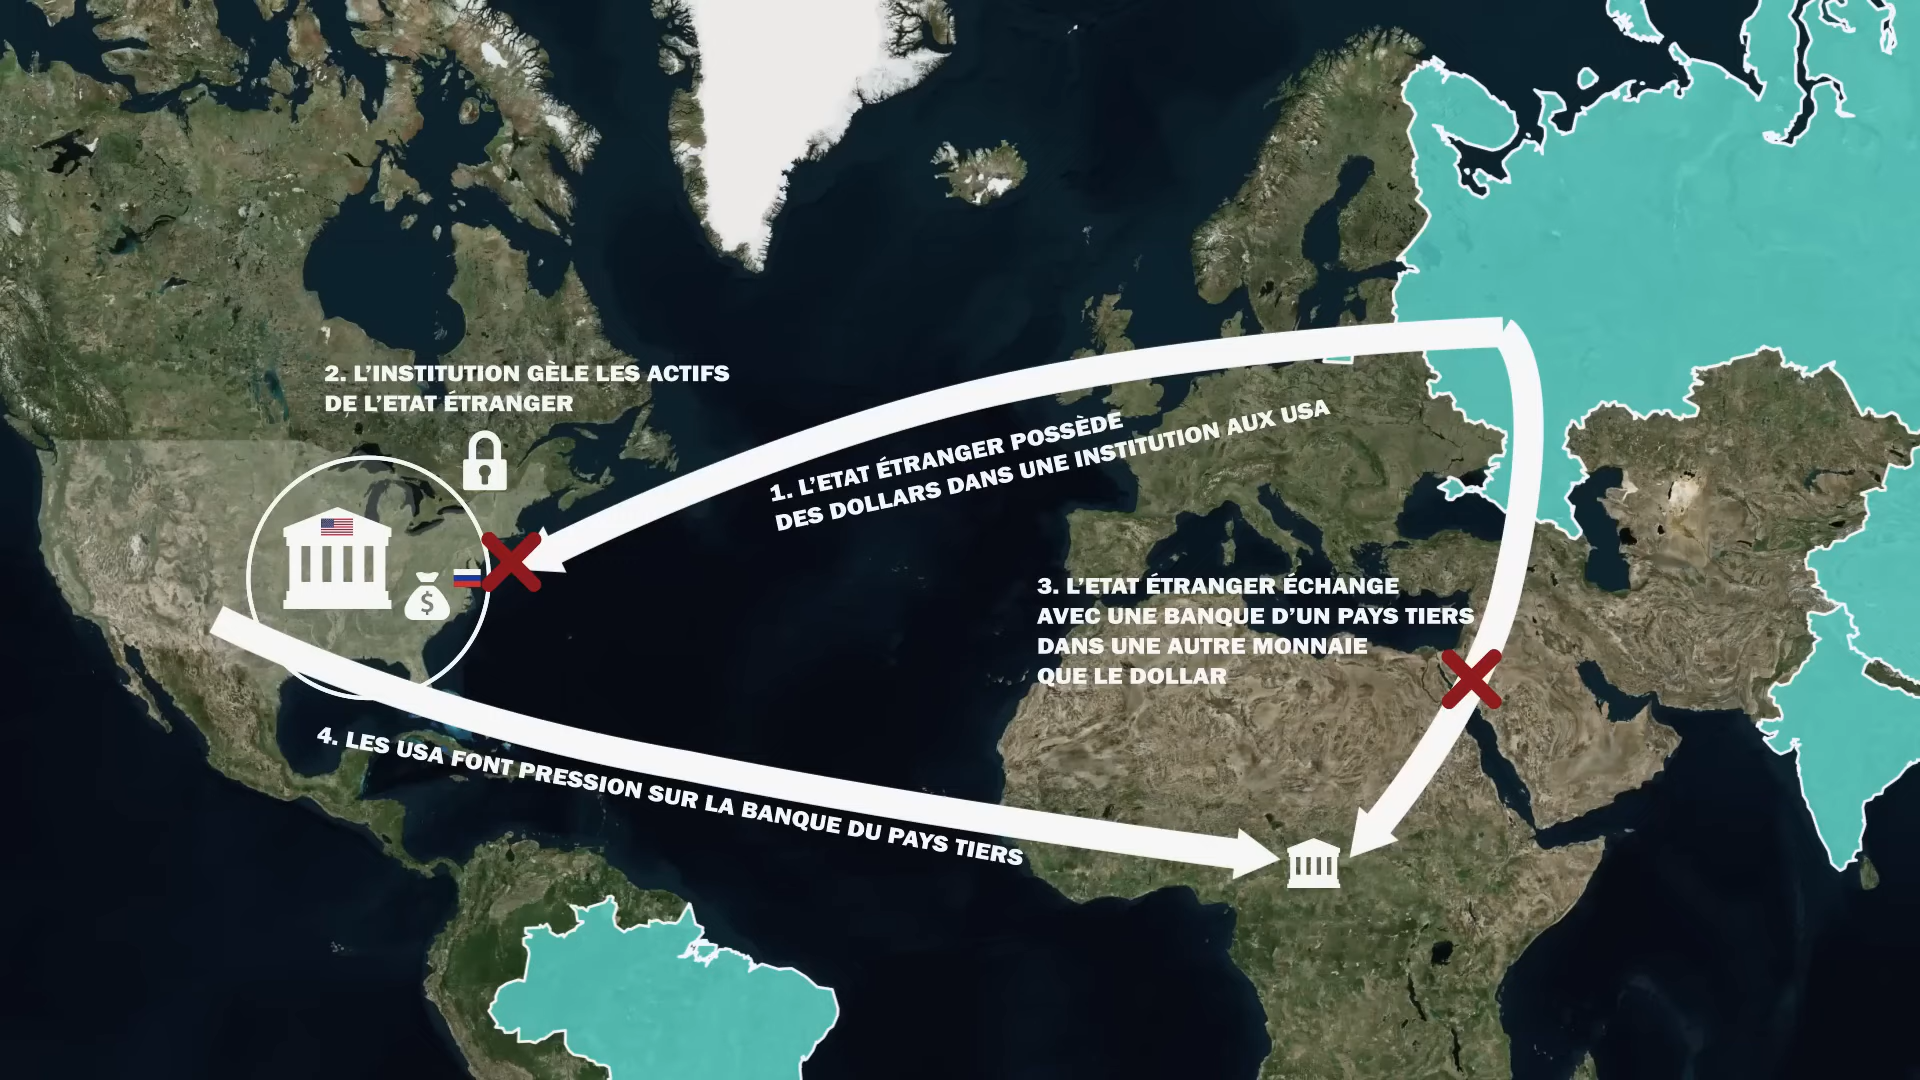 2. L’INSTITUTION GÈLE LES ACTIFS
DE L’ETAT ÉTRANGER
1. L’ETAT ÉTRANGER POSSÈDE
DES DOLLARS DANS UNE INSTITUTION AUX USA
3. L’ETAT ÉTRANGER ÉCHANGE
AVEC UNE BANQUE D’UN PAYS TIERS
DANS UNE AUTRE MONNAIE
QUE LE DOLLAR
$
4. LES USA FONT PRESSION SUR LA BANQUE DU PAYS TIERS